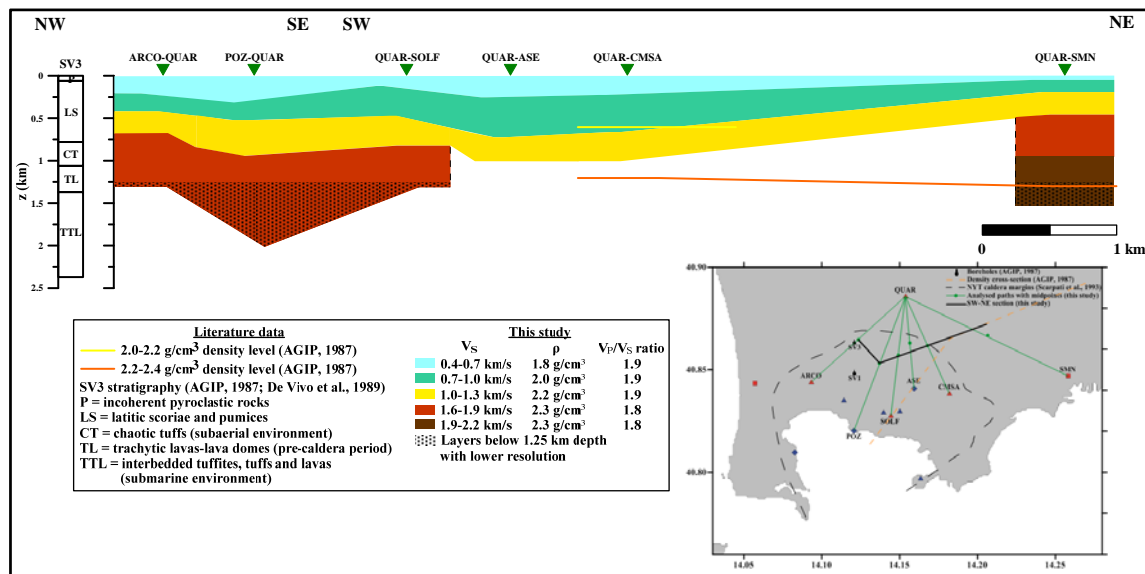 NW SE SW NE
SV3 ARCO-QUAR POZ-QUAR QUAR-SOLF QUAR-ASE QUAR-CMSA QUAR-SMN
z (km)
0
0.5
1
1.5
2
2.5
P
LS
CT
TL
TTL
0 1 km
Literature data
2.0-2.2 g/cm³ density level (AGIP, 1987)
2.2-2.4 g/cm³ density level (AGIP, 1987)
SV3 stratigraphy (AGIP, 1987; De Vivo et al., 1989)
P = incoherent pyroclastic rocks
LS = latitic scoriae and pumices
CT = chaotic tuffs (subaerial environment)
TL = trachytic lavas-lava domes (pre-caldera period)
TTL = interbedded tuffites, tuffs and lavas
(submarine environment)
This study
VS ρ VP/VS ratio
0.4-0.7 km/s 1.8 g/cm³ 1.9
0.7-1.0 km/s 2.0 g/cm³ 1.9
1.0-1.3 km/s 2.2 g/cm³ 1.9
1.6-1.9 km/s 2.3 g/cm³ 1.8
1.9-2.2 km/s 2.3 g/cm³ 1.8
Layers below 1.25 km depth
with lower resolution
Boreholes (AGIP, 1987)
Density cross-section (AGIP, 1987)
NYT caldera margins (Scarpati et al., 1993)
Analysed paths with midpoints (this study)
SW-NE section (this study)
40.90
40.85
40.80
QUAR
SV3
ARCO
SV1
ASE
CMSA
SMN
SOLF
POZ
14.05 14.10 14.15 14.20 14.25